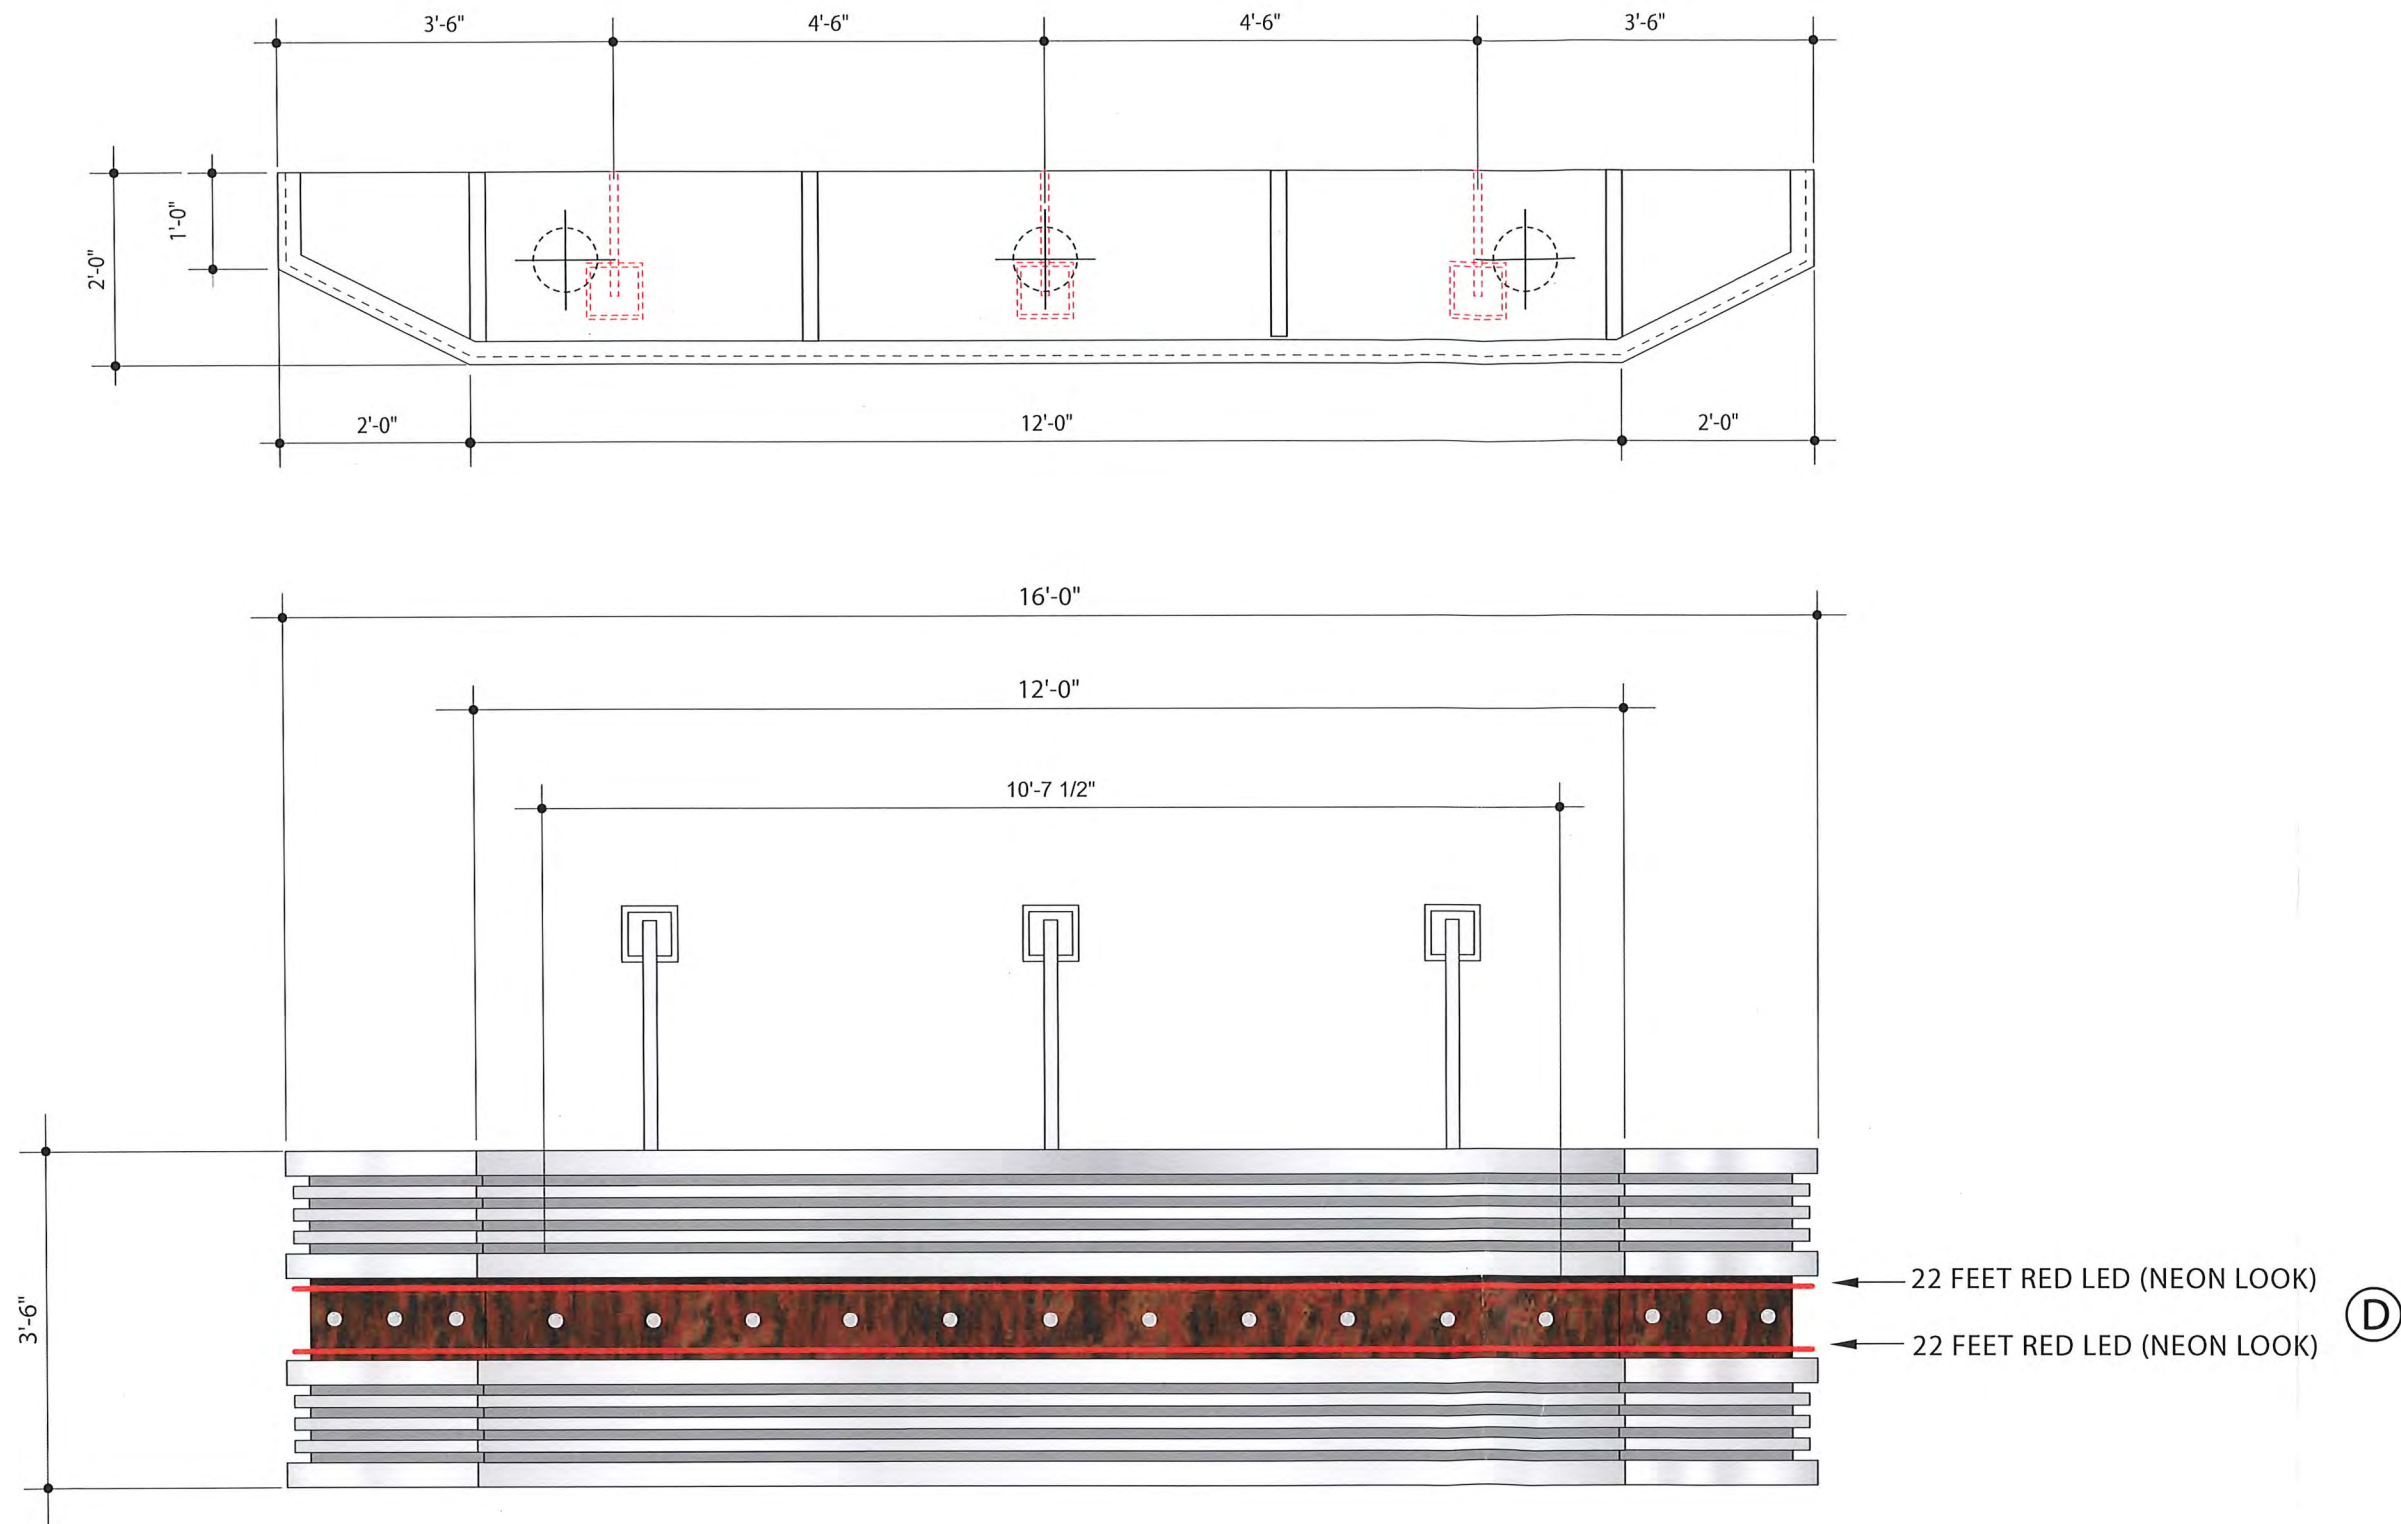 3'-6" 4'-6" 4'-6" 3'-6"
1'-0"
2'-0"
2'-0" 12'-0" 2'-0"
16'-0"
12'-0"
10'-7 1/2"
3'-6"
22 FEET RED LED (NEON LOOK)
D
22 FEET RED LED (NEON LOOK)